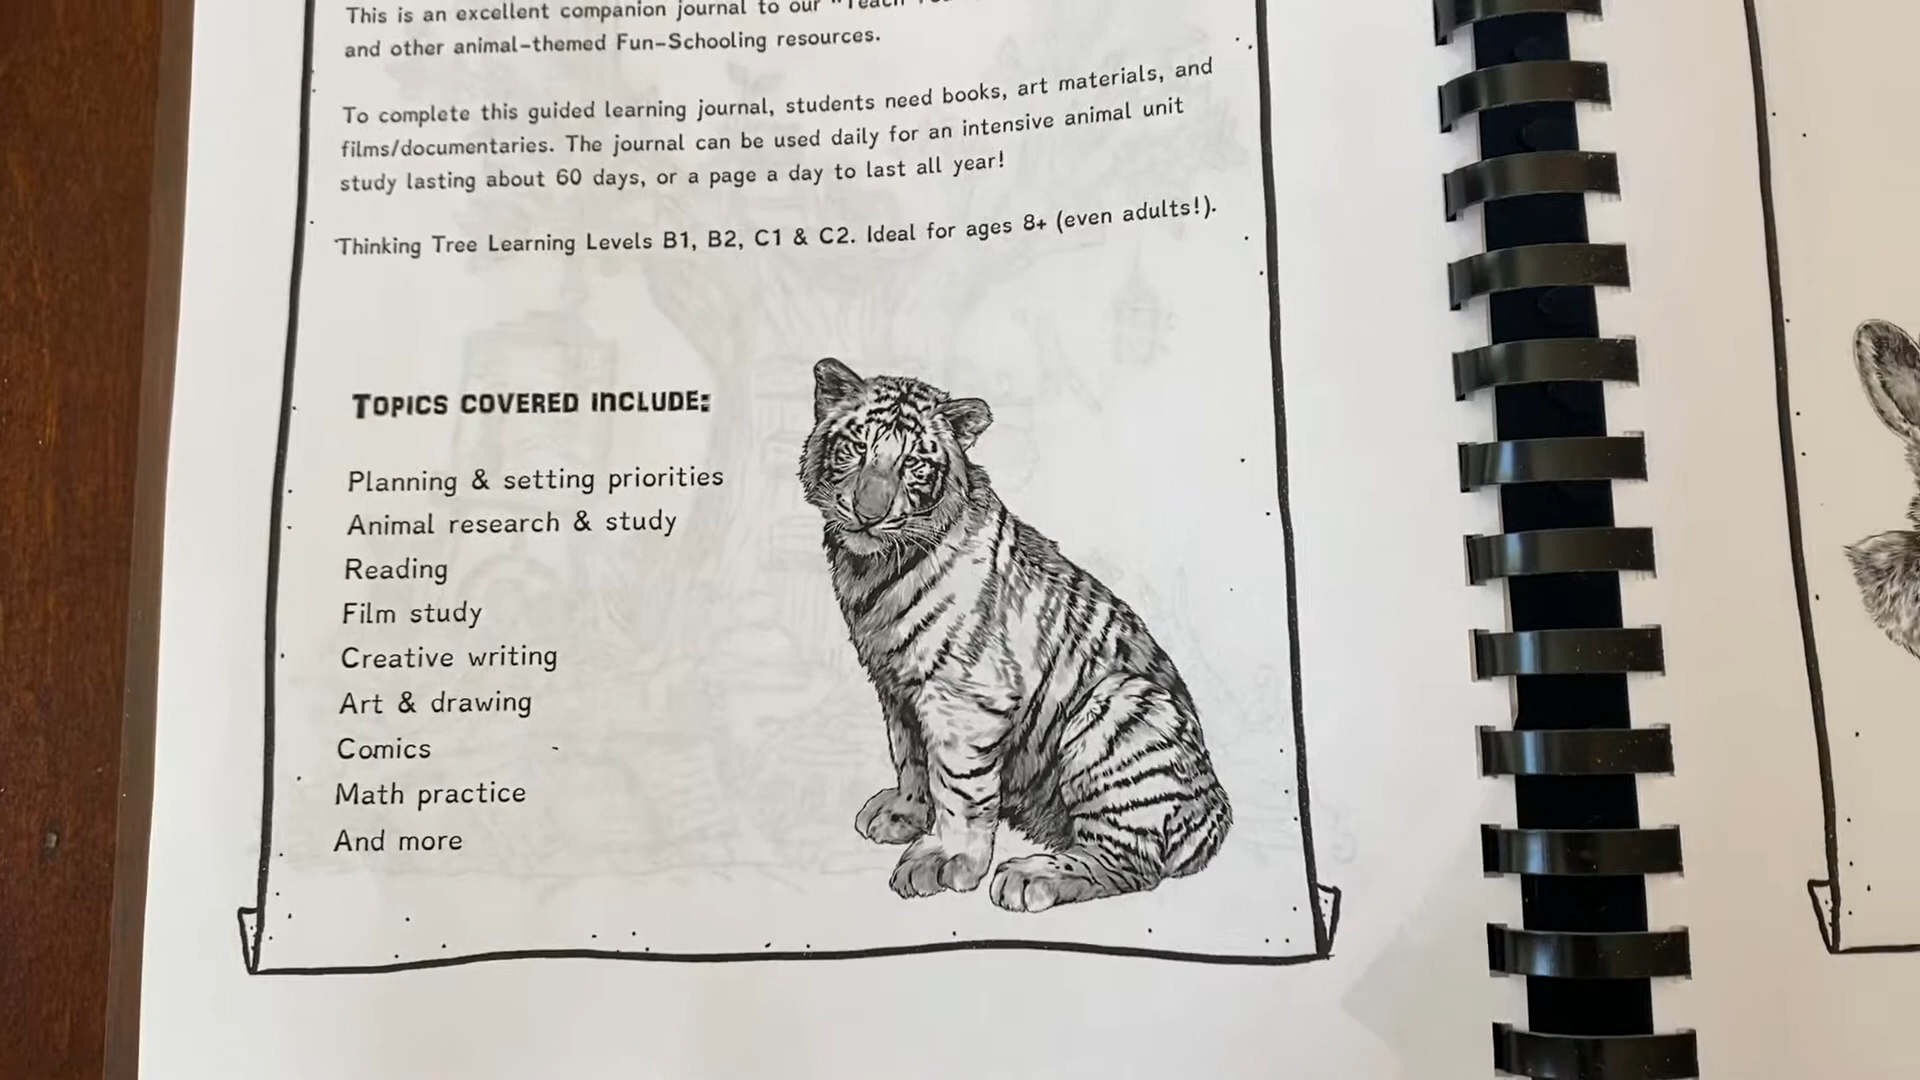 This is an excellent companion journal to our "Teach
and other animal-themed Fun-Schooling resources.
To complete this guided learning journal, students need books, art materials, and
films/documentaries. The journal can be used daily for an intensive animal unit
study lasting about 60 days, or a page a day to last all year!
Thinking Tree Learning Levels B1, B2, C1 & C2. Ideal for ages 8+ (even adults!).
TOPICS COVERED INCLUDE:
Planning & setting priorities
Animal research & study
Reading
Film study
Creative writing
Art & drawing
Comics
Math practice
And more